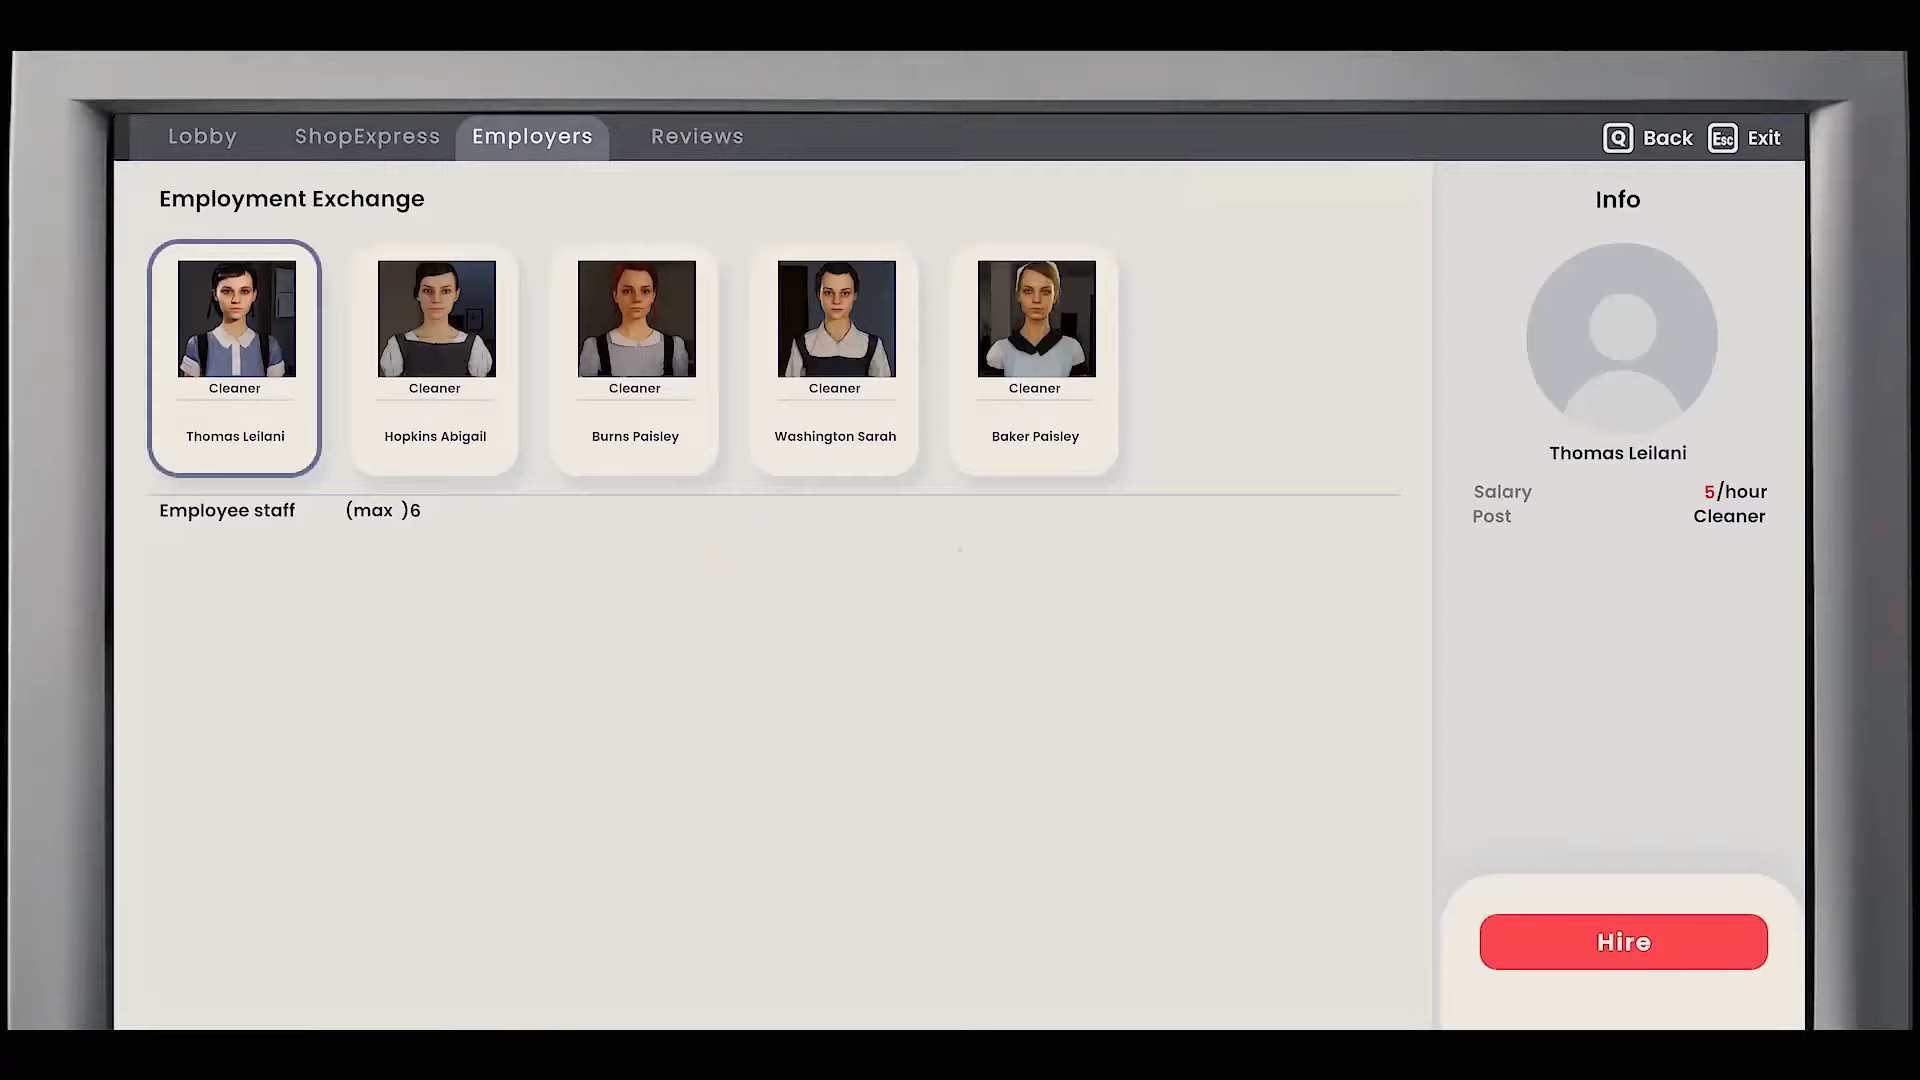 Lobby ShopExpress Employers Reviews Q Back Esc Exit
Employment Exchange
Info
Cleaner Cleaner Cleaner Cleaner Cleaner
Thomas Leilani Hopkins Abigail Burns Paisley Washington Sarah Baker Paisley
Thomas Leilani
Salary 5/hour
Post Cleaner
Employee staff (max )6
Hire